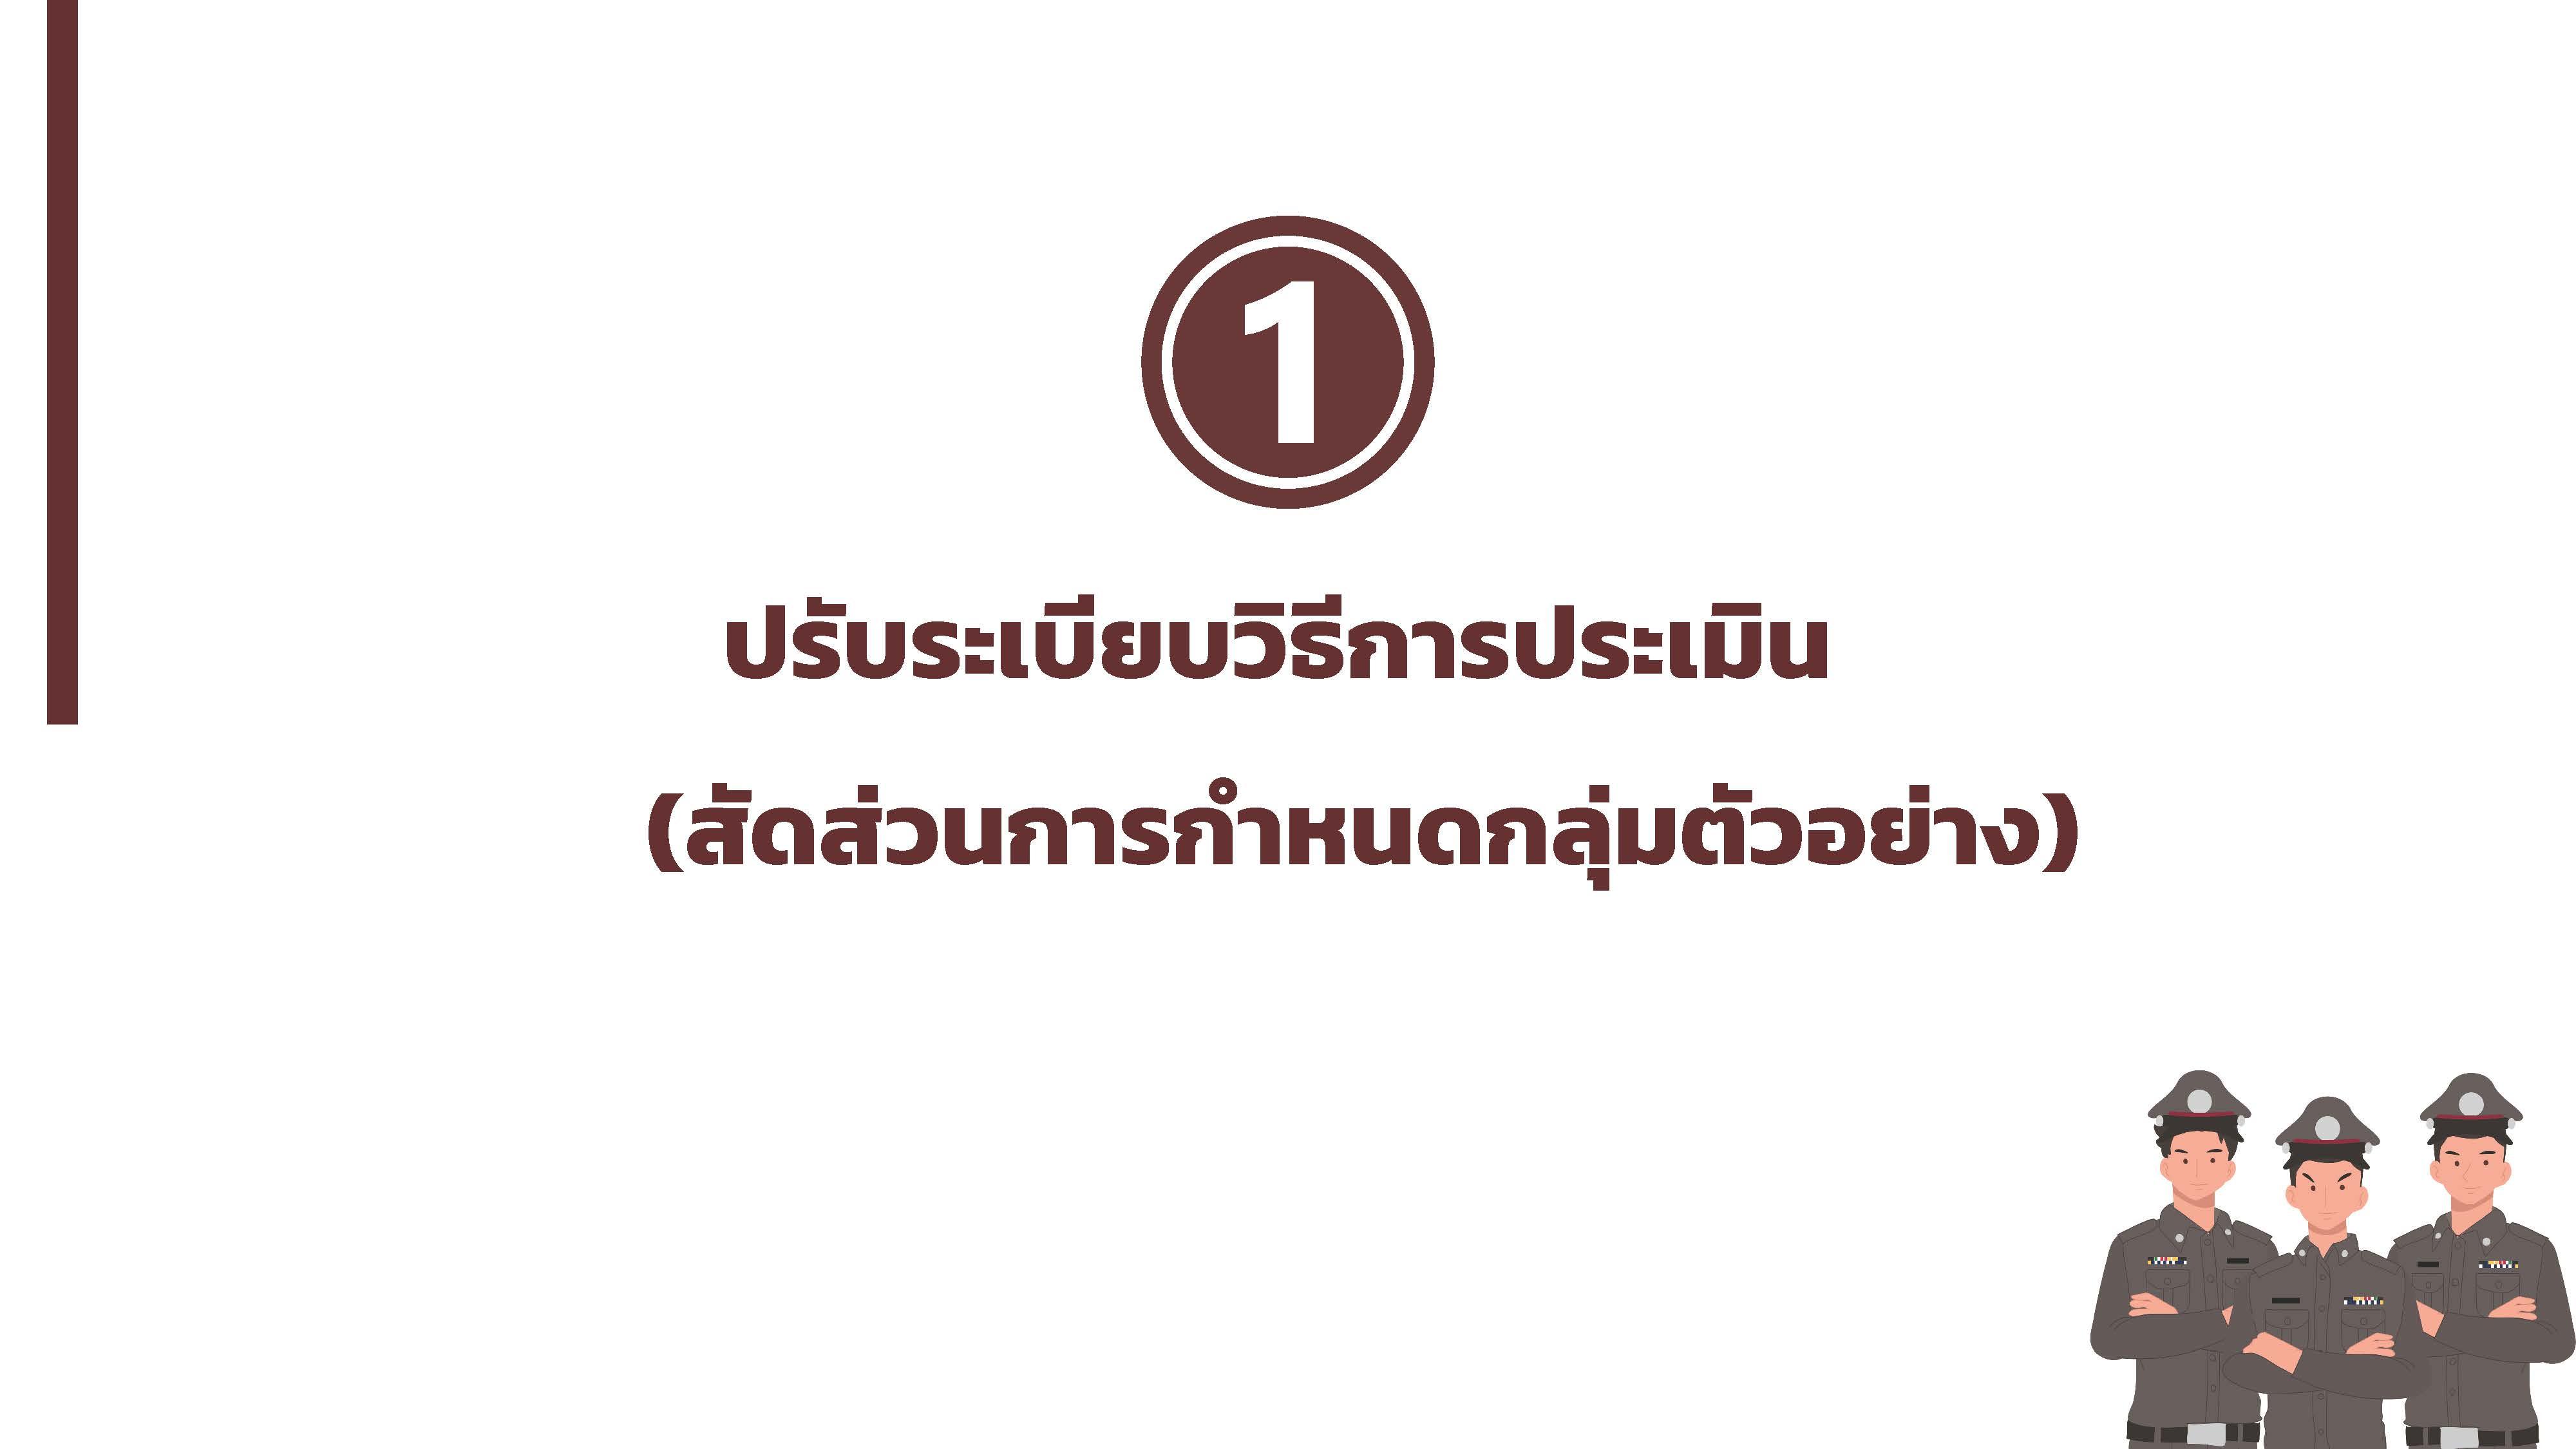 1
ปรับระเบียบวิธีการประเมิน
(สัดส่วนการกำหนดกลุ่มตัวอย่าง)